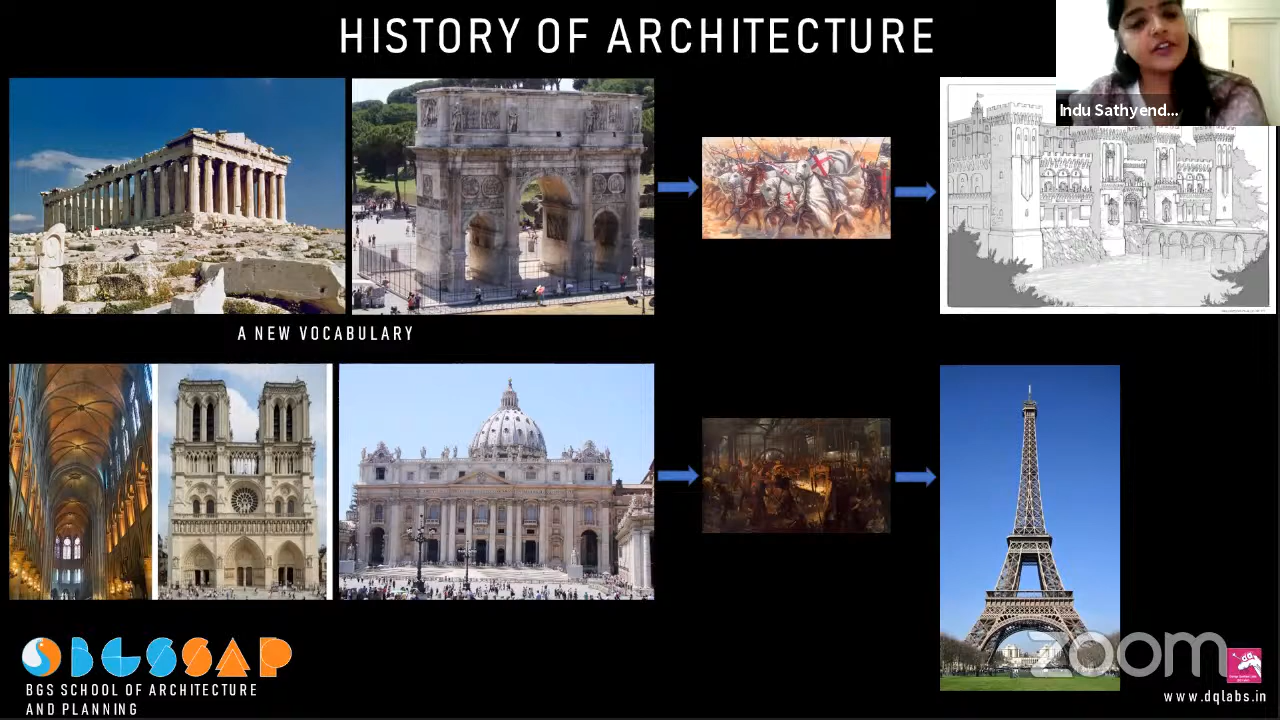 HISTORY OF ARCHITECTURE
Indu Sathyend...
A NEW VOCABULARY
BGSSAP
BGS SCHOOL OF ARCHITECTURE
AND PLANNING
zoom
www.dqlabs.in